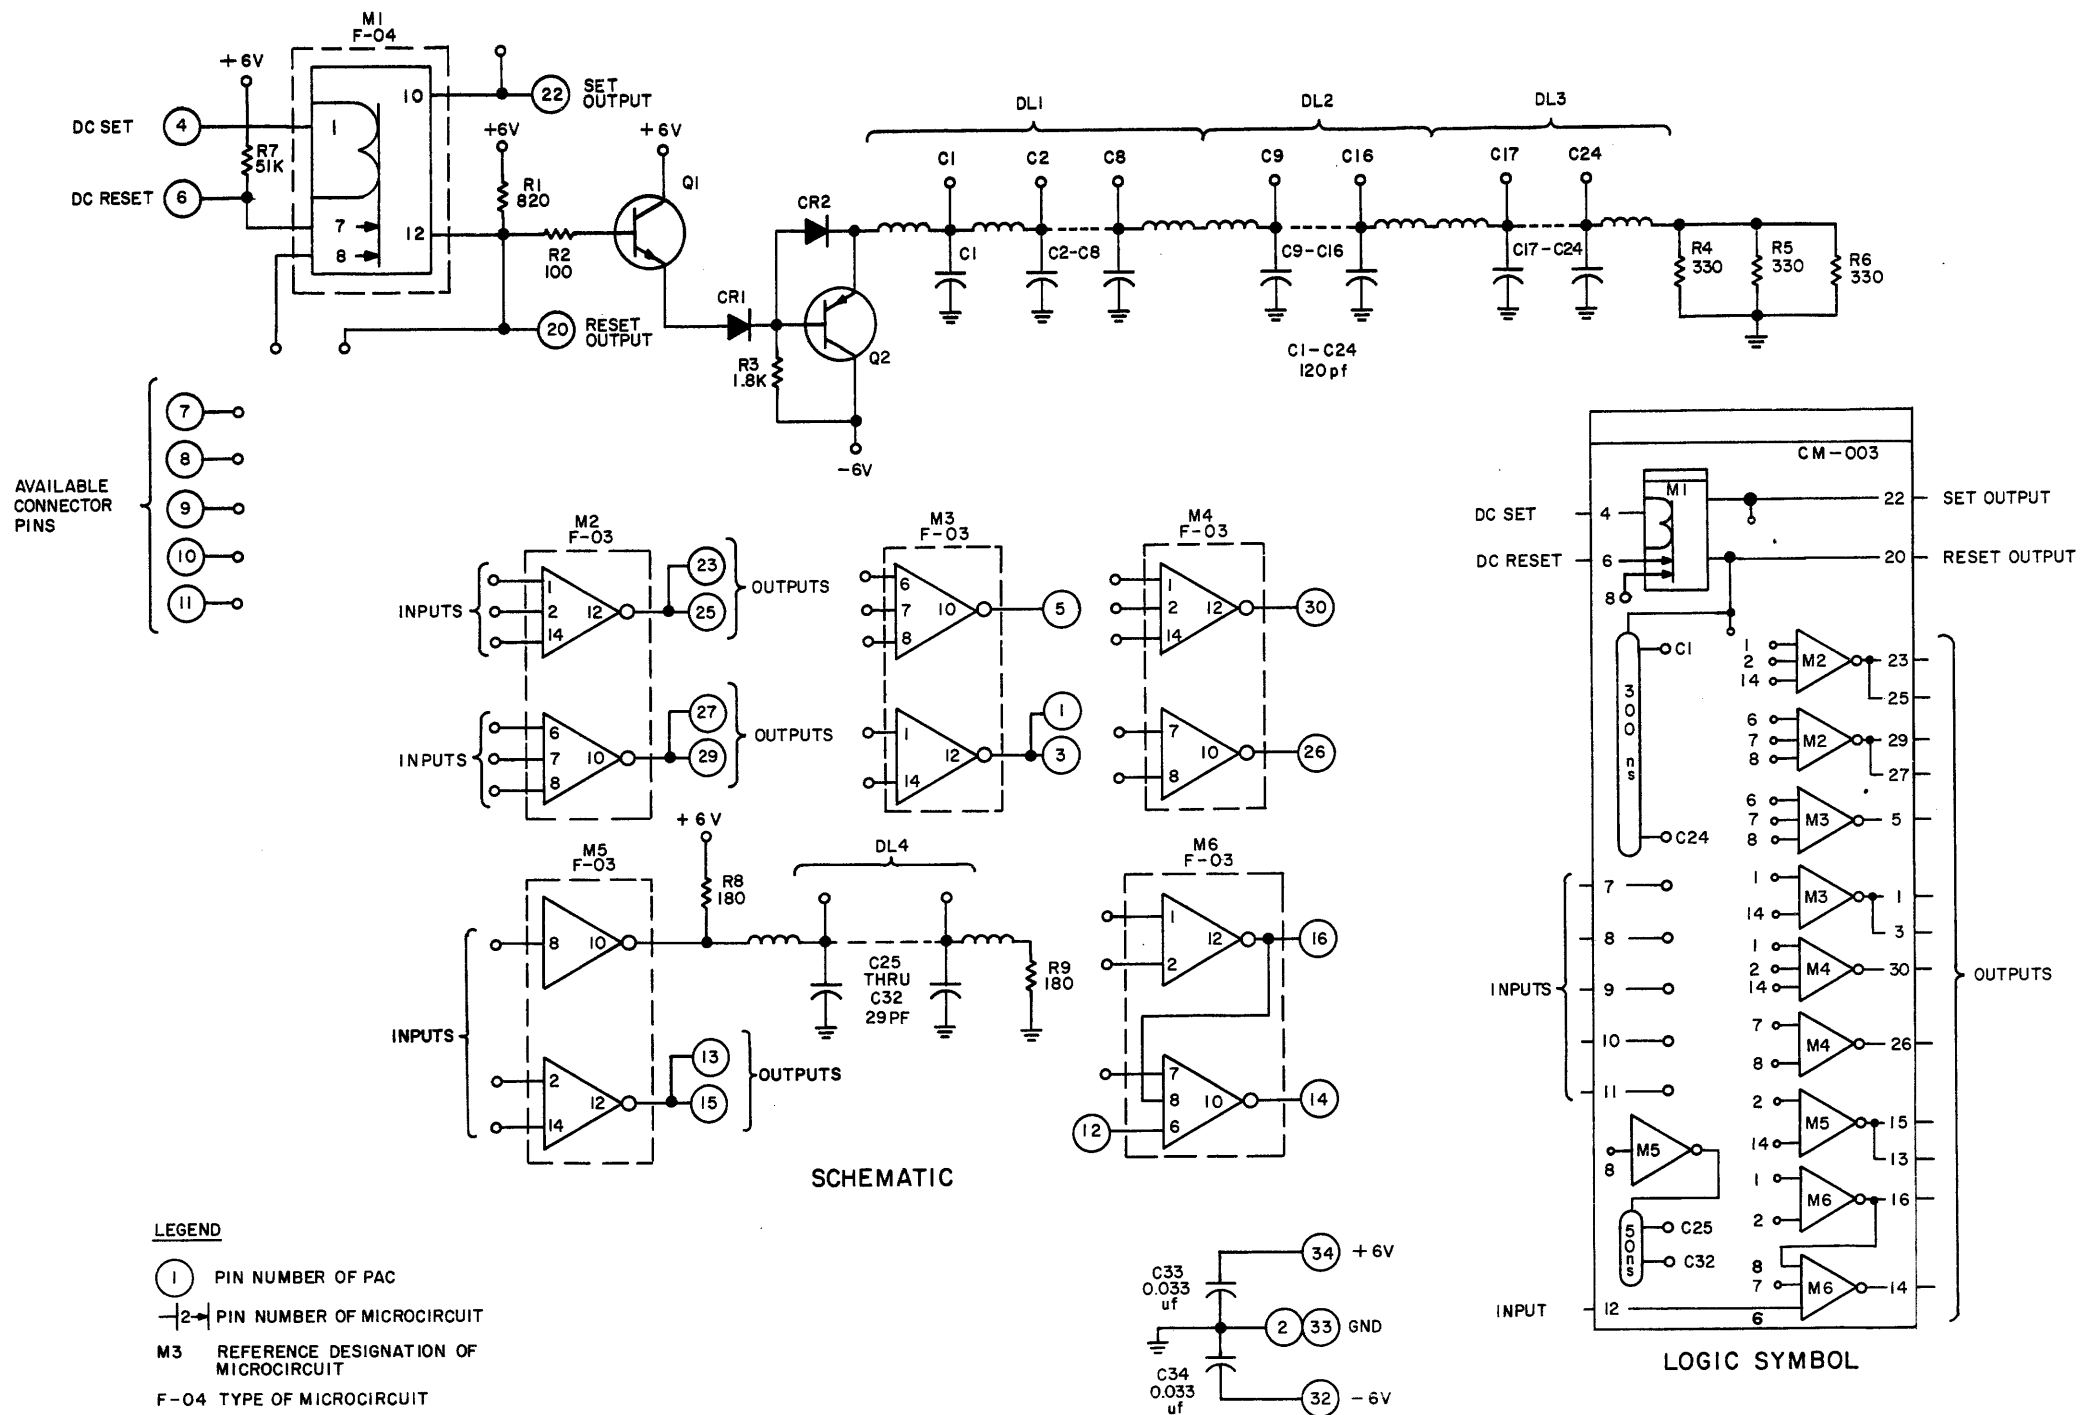 M1
F-04
+6V
DC SET
4
1
10
22
SET
OUTPUT
R7
51K
DC RESET
6
7
8
12
+6V
R1
820
R2
100
+6V
Q1
20
RESET
OUTPUT
CR1
CR2
R3
1.8K
Q2
-6V
DL1
DL2
DL3
C1
C2
C8
C9
C16
C17
C24
C1
C2-C8
C9-C16
C17-C24
R4
330
R5
330
R6
330
C1-C24
120pf
AVAILABLE
CONNECTOR
PINS
7
8
9
10
11
M2
F-03
INPUTS
1
2
14
12
23
25
OUTPUTS
INPUTS
6
7
8
10
27
29
OUTPUTS
M3
F-03
6
7
8
10
5
1
14
12
1
3
M4
F-03
1
2
14
12
30
7
8
10
26
M5
F-03
INPUTS
8
10
+6V
R8
180
DL4
C25
THRU
C32
29PF
R9
180
2
14
12
13
15
OUTPUTS
M6
F-03
1
2
12
16
7
8
6
10
12
14
SCHEMATIC
LEGEND
1 PIN NUMBER OF PAC
2 PIN NUMBER OF MICROCIRCUIT
M3 REFERENCE DESIGNATION OF
MICROCIRCUIT
F-04 TYPE OF MICROCIRCUIT
C33
0.033
uf
34 +6V
2 33 GND
C34
0.033
uf
32 -6V
CM-003
M1
DC SET 4
22 SET OUTPUT
DC RESET 6
20 RESET OUTPUT
8
C1
300 ns
C24
INPUTS
7
8
9
10
11
M5
8
50ns
C25
C32
INPUT 12
1
2
14
M2
23
25
6
7
8
M2
29
27
6
7
8
M3
5
1
14
M3
1
3
1
2
14
M4
30
7
8
M4
26
2
14
M5
15
13
1
2
M6
16
8
7
6
M6
14
OUTPUTS
LOGIC SYMBOL